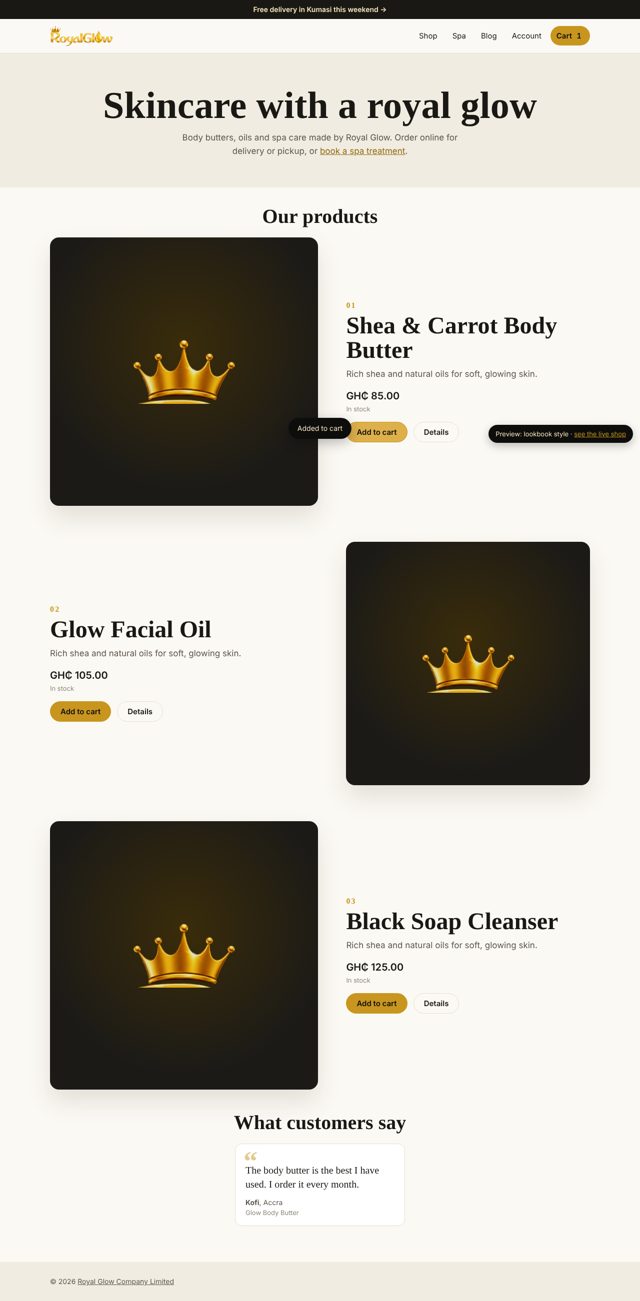 Free delivery in Kumasi this weekend →
RoyalGlow
Shop
Spa
Blog
Account
Cart 1
Skincare with a royal glow
Body butters, oils and spa care made by Royal Glow. Order online for
delivery or pickup, or book a spa treatment.
Our products
01
Shea & Carrot Body
Butter
Rich shea and natural oils for soft, glowing skin.
GH₵ 85.00
In stock
Added to cart
Add to cart
Details
Preview: lookbook style · see the live shop
02
Glow Facial Oil
Rich shea and natural oils for soft, glowing skin.
GH₵ 105.00
In stock
Add to cart
Details
03
Black Soap Cleanser
Rich shea and natural oils for soft, glowing skin.
GH₵ 125.00
In stock
Add to cart
Details
What customers say
“
The body butter is the best I have
used. I order it every month.
Kofi, Accra
Glow Body Butter
© 2026 Royal Glow Company Limited